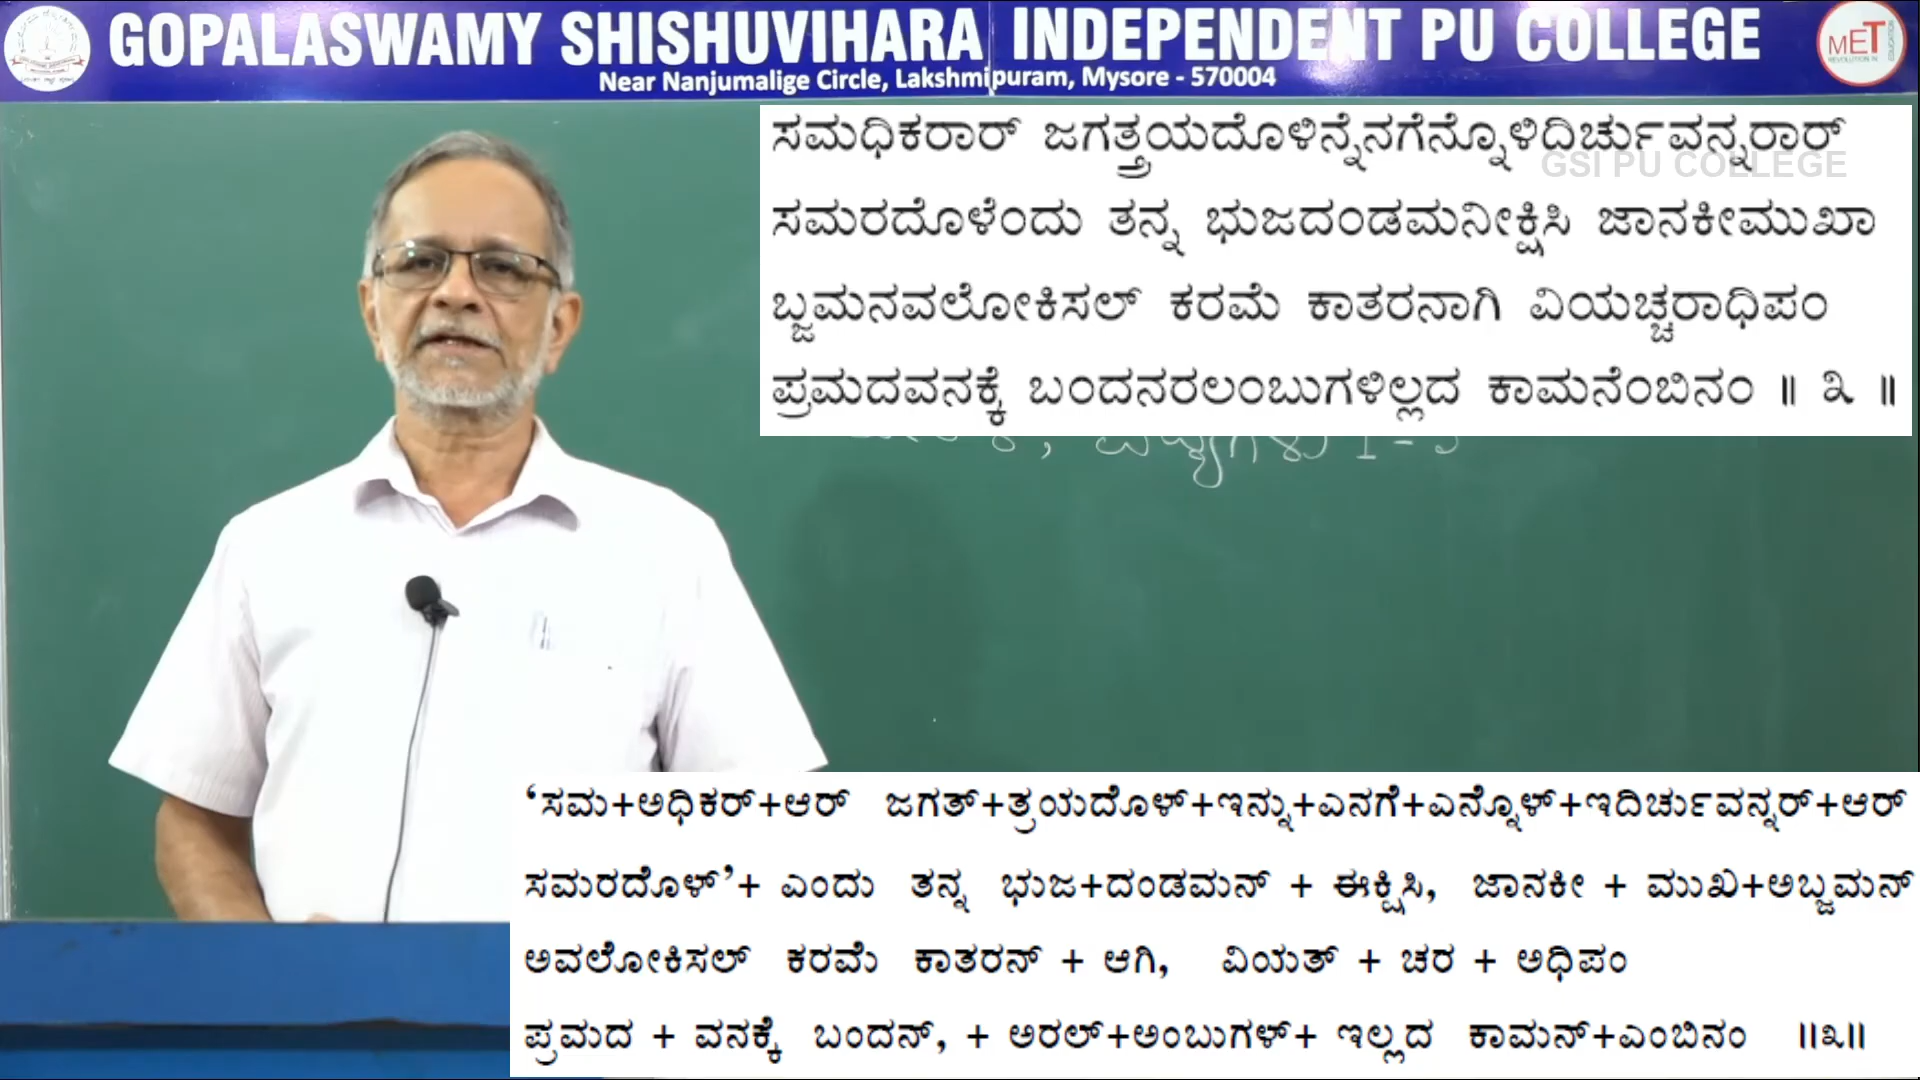 GOPALASWAMY SHISHUVIHARA INDEPENDENT PU COLLEGE
Near Nanjumalige Circle, Lakshmipuram, Mysore - 570004
MET
ಸಮಧಿಕರಾರ್ ಜಗತ್ತ್ರಯದೊಳಿನ್ನೆನಗೆನ್ನೊಳಿದಿರ್ಚುವನ್ನರಾರ್
GSI PU COLLEGE
ಸಮರದೊಳೆಂದು ತನ್ನ ಭುಜದಂಡಮನೀಕ್ಷಿಸಿ ಜಾನಕೀಮುಖಾ
ಬ್ಜಮನವಲೋಕಿಸಲ್ ಕರಮೆ ಕಾತರನಾಗಿ ವಿಯಚ್ಚರಾಧಿಪಂ
ಪ್ರಮದವನಕ್ಕೆ ಬಂದನರಲಂಬುಗಳಿಲ್ಲದ ಕಾಮನೆಂಬಿನಂ ॥ ೩ ॥
‘ಸಮ+ಅಧಿಕರ್+ಆರ್ ಜಗತ್+ತ್ರಯದೊಳ್+ಇನ್ನು+ಎನಗೆ+ಎನ್ನೊಳ್+ಇದಿರ್ಚುವನ್ನರ್+ಆರ್
ಸಮರದೊಳ್’+ ಎಂದು ತನ್ನ ಭುಜ+ದಂಡಮನ್ + ಈಕ್ಷಿಸಿ, ಜಾನಕೀ + ಮುಖ+ಅಬ್ಜಮನ್
ಅವಲೋಕಿಸಲ್ ಕರಮೆ ಕಾತರನ್ + ಆಗಿ, ವಿಯತ್ + ಚರ + ಅಧಿಪಂ
ಪ್ರಮದ + ವನಕ್ಕೆ ಬಂದನ್, + ಅರಲ್+ಅಂಬುಗಳ್+ ಇಲ್ಲದ ಕಾಮನ್+ಎಂಬಿನಂ ॥೩॥